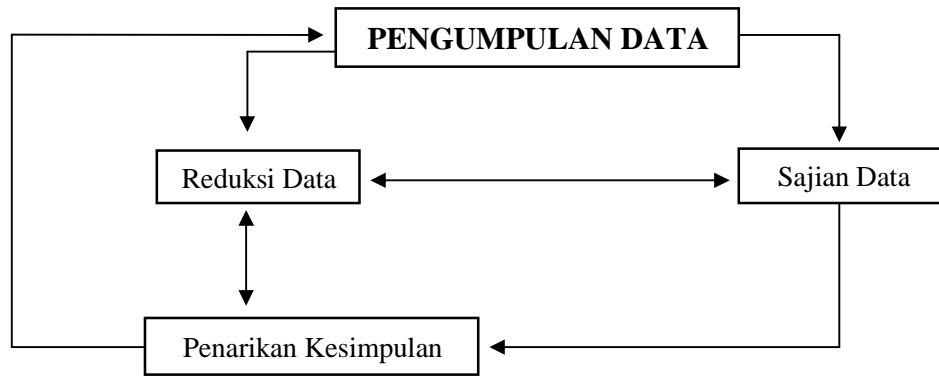 PENGUMPULAN DATA
Reduksi Data
Sajian Data
Penarikan Kesimpulan